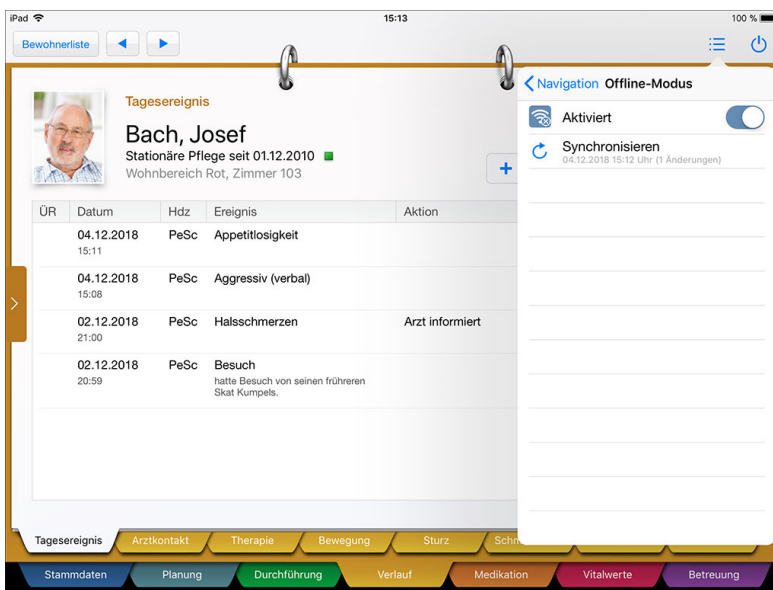 iPad 15:13 100 %
Bewohnerliste
Navigation Offline-Modus
Aktiviert
Synchronisieren
04.12.2018 15:12 Uhr (1 Änderungen)
Tagesereignis
Bach, Josef
Stationäre Pflege seit 01.12.2010
Wohnbereich Rot, Zimmer 103
+
ÜR Datum Hdz Ereignis Aktion
04.12.2018 PeSc Appetitlosigkeit
15:11
04.12.2018 PeSc Aggressiv (verbal)
15:08
02.12.2018 PeSc Halsschmerzen Arzt informiert
21:00
02.12.2018 PeSc Besuch
20:59 hatte Besuch von seinen frühreren
Skat Kumpels.
Tagesereignis Arztkontakt Therapie Bewegung Sturz
Stammdaten Planung Durchführung Verlauf Medikation Vitalwerte Betreuung